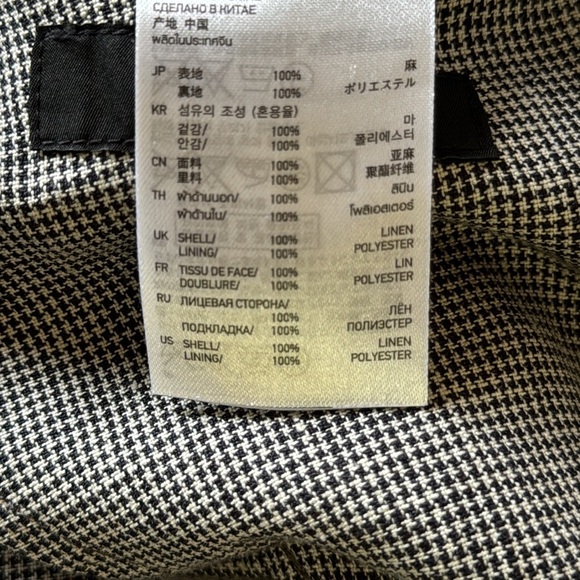 СДЕЛАНО В КИТАЕ
产地 中国
ผลิตในประเทศจีน
JP 表地 100% 麻
裏地 100% ポリエステル
KR 섬유의 조성 (혼용율)
겉감/ 100% 마
안감/ 100% 폴리에스터
CN 面料 100% 亚麻
里料 100% 聚酯纤维
TH ผ้าด้านนอก/ 100% ลินิน
ผ้าด้านใน/ 100% โพลิเอสเตอร์
UK SHELL/ 100% LINEN
LINING/ 100% POLYESTER
FR TISSU DE FACE/ 100% LIN
DOUBLURE/ 100% POLYESTER
RU ЛИЦЕВАЯ СТОРОНА/
100% ЛЁН
ПОДКЛАДКА/ 100% ПОЛИЭСТЕР
US SHELL/ 100% LINEN
LINING/ 100% POLYESTER